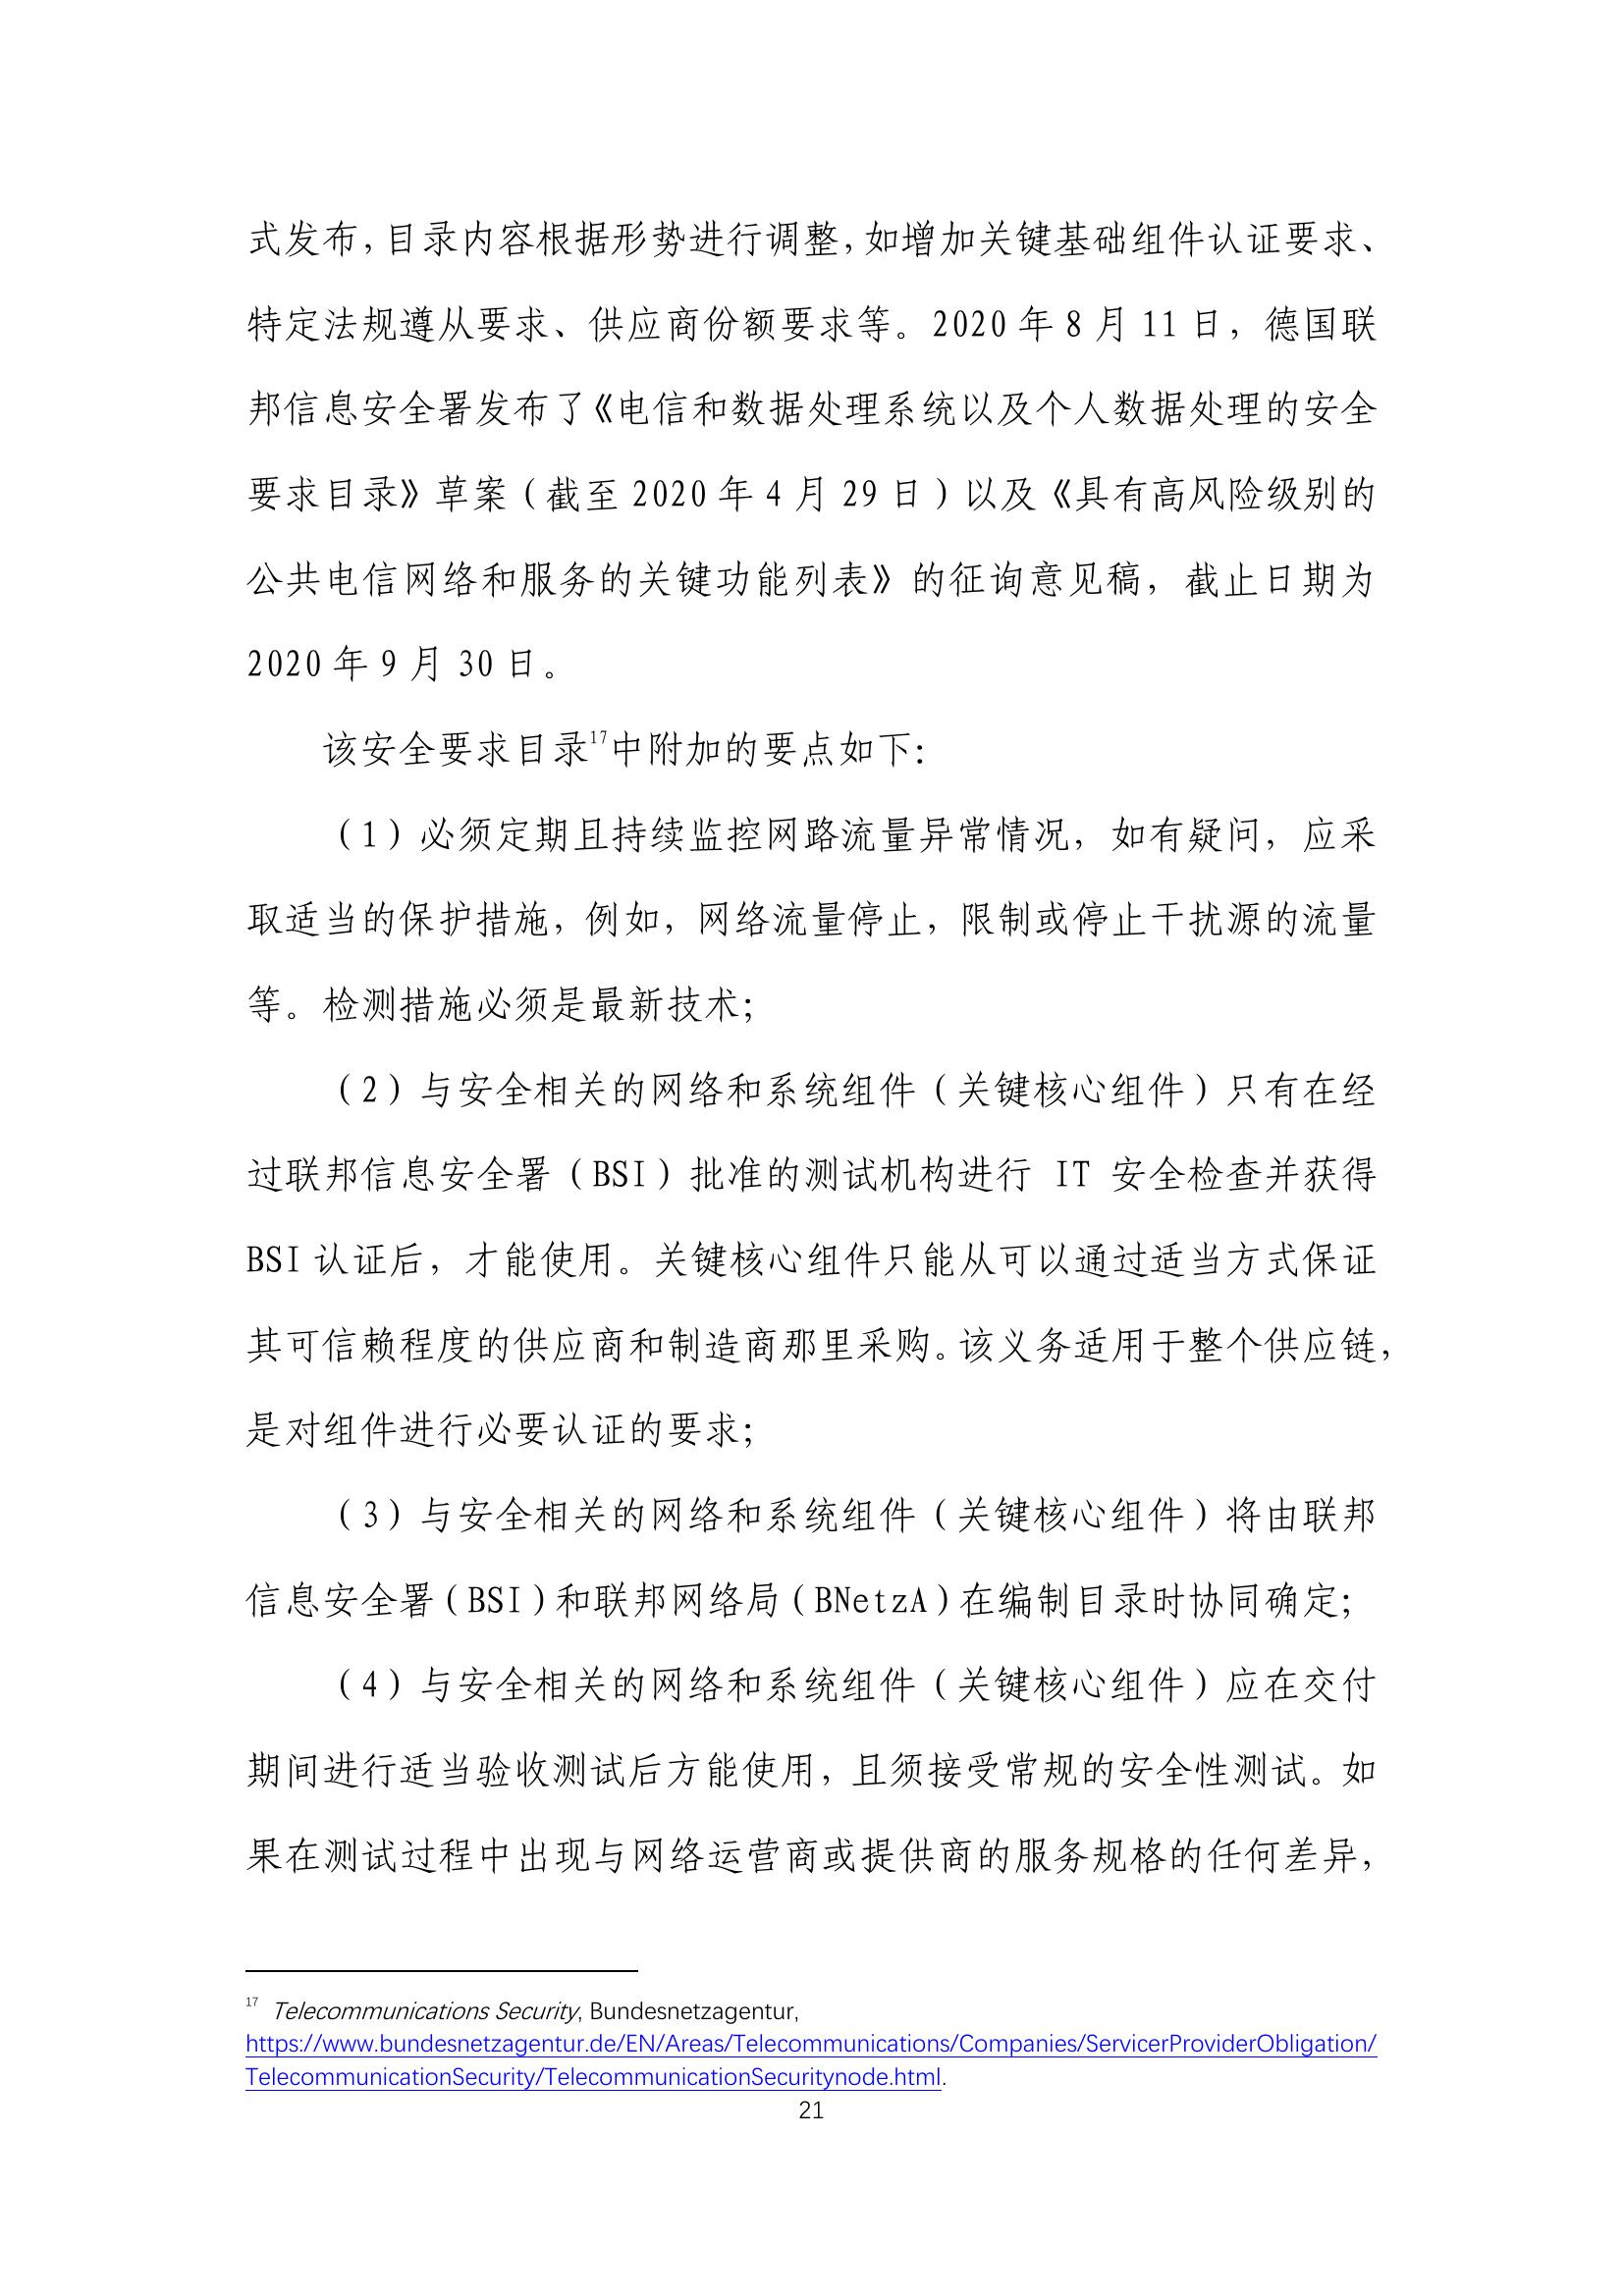 式发布，目录内容根据形势进行调整，如增加关键基础组件认证要求、
特定法规遵从要求、供应商份额要求等。2020 年 8 月 11 日，德国联
邦信息安全署发布了《电信和数据处理系统以及个人数据处理的安全
要求目录》草案（截至 2020 年 4 月 29 日）以及《具有高风险级别的
公共电信网络和服务的关键功能列表》的征询意见稿，截止日期为
2020 年 9 月 30 日。
该安全要求目录17中附加的要点如下：
（1）必须定期且持续监控网路流量异常情况，如有疑问，应采
取适当的保护措施，例如，网络流量停止，限制或停止干扰源的流量
等。检测措施必须是最新技术；
（2）与安全相关的网络和系统组件（关键核心组件）只有在经
过联邦信息安全署（BSI）批准的测试机构进行 IT 安全检查并获得
BSI 认证后，才能使用。关键核心组件只能从可以通过适当方式保证
其可信赖程度的供应商和制造商那里采购。该义务适用于整个供应链，
是对组件进行必要认证的要求；
（3）与安全相关的网络和系统组件（关键核心组件）将由联邦
信息安全署（BSI）和联邦网络局（BNetzA）在编制目录时协同确定；
（4）与安全相关的网络和系统组件（关键核心组件）应在交付
期间进行适当验收测试后方能使用，且须接受常规的安全性测试。如
果在测试过程中出现与网络运营商或提供商的服务规格的任何差异，
17 Telecommunications Security, Bundesnetzagentur,
https://www.bundesnetzagentur.de/EN/Areas/Telecommunications/Companies/ServicerProviderObligation/
TelecommunicationSecurity/TelecommunicationSecuritynode.html.
21